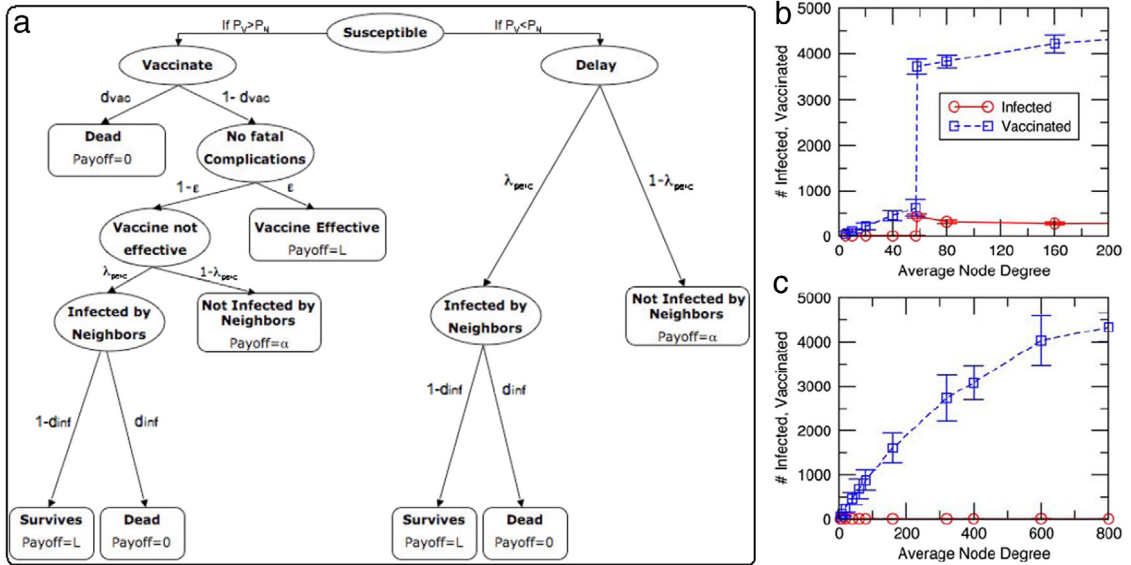 a
If P_V>P_N
Susceptible
If P_V<P_N
Vaccinate
Delay
d_vac
1- d_vac
Dead
Payoff=0
No fatal
Complications
1-ε
ε
Vaccine not
effective
Vaccine Effective
Payoff=L
λ_perc
1-λ_perc
λ_perc
1-λ_perc
Infected by
Neighbors
Not Infected by
Neighbors
Payoff=α
Infected by
Neighbors
Not Infected by
Neighbors
Payoff=α
1-d_inf
d_inf
1-d_inf
d_inf
Survives
Payoff=L
Dead
Payoff=0
Survives
Payoff=L
Dead
Payoff=0
b
# Infected, Vaccinated
5000
4000
3000
2000
1000
0
Infected
Vaccinated
0 40 80 120 160 200
Average Node Degree
c
# Infected, Vaccinated
5000
4000
3000
2000
1000
0
0 200 400 600 800
Average Node Degree